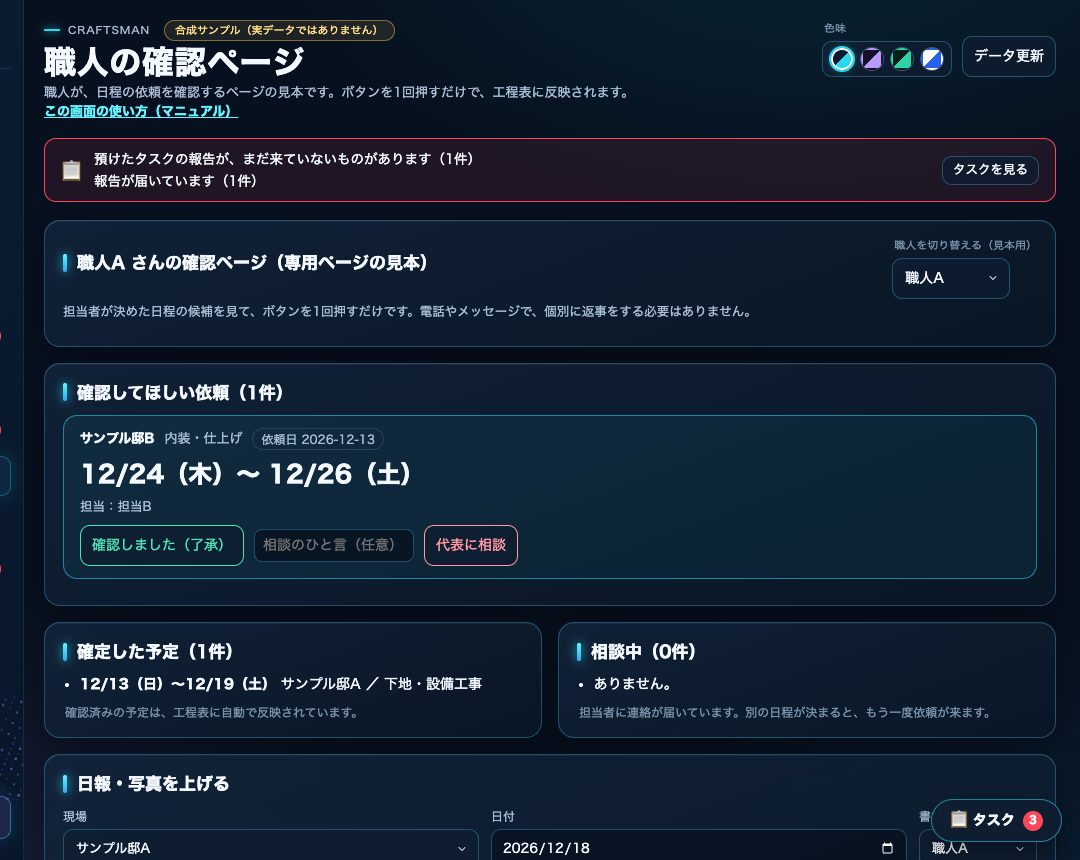 CRAFTSMAN 合成サンプル（実データではありません）
職人の確認ページ
職人が、日程の依頼を確認するページの見本です。ボタンを1回押すだけで、工程表に反映されます。
この画面の使い方（マニュアル）
色味
データ更新
預けたタスクの報告が、まだ来ていないものがあります（1件）
報告が届いています（1件）
タスクを見る
職人A さんの確認ページ（専用ページの見本）
職人を切り替える（見本用）
職人A
担当者が決めた日程の候補を見て、ボタンを1回押すだけです。電話やメッセージで、個別に返事をする必要はありません。
確認してほしい依頼（1件）
サンプル邸B 内装・仕上げ 依頼日 2026-12-13
12/24（木）〜 12/26（土）
担当：担当B
確認しました（了承） 相談のひと言（任意） 代表に相談
確定した予定（1件）
• 12/13（日）〜12/19（土） サンプル邸A ／ 下地・設備工事
確認済みの予定は、工程表に自動で反映されています。
相談中（0件）
• ありません。
担当者に連絡が届いています。別の日程が決まると、もう一度依頼が来ます。
日報・写真を上げる
現場
サンプル邸A
日付
2026/12/18
書
職人A
タスク 3